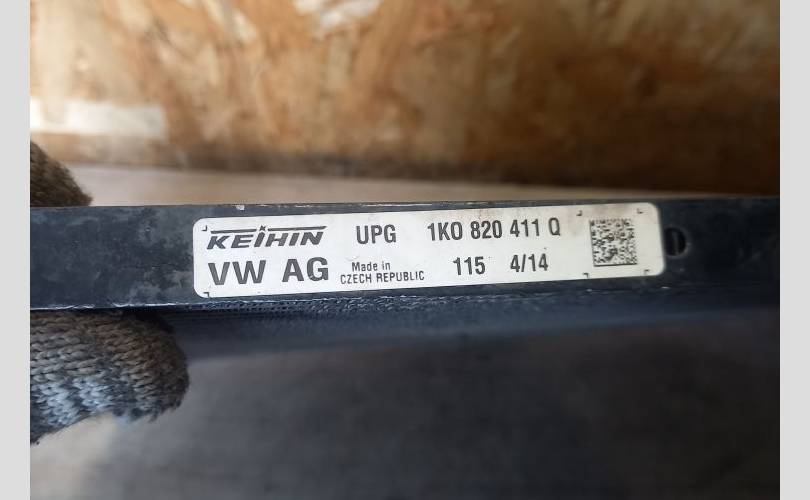 KEIHIN UPG 1K0 820 411 Q
VW AG Made in CZECH REPUBLIC 115 4/14